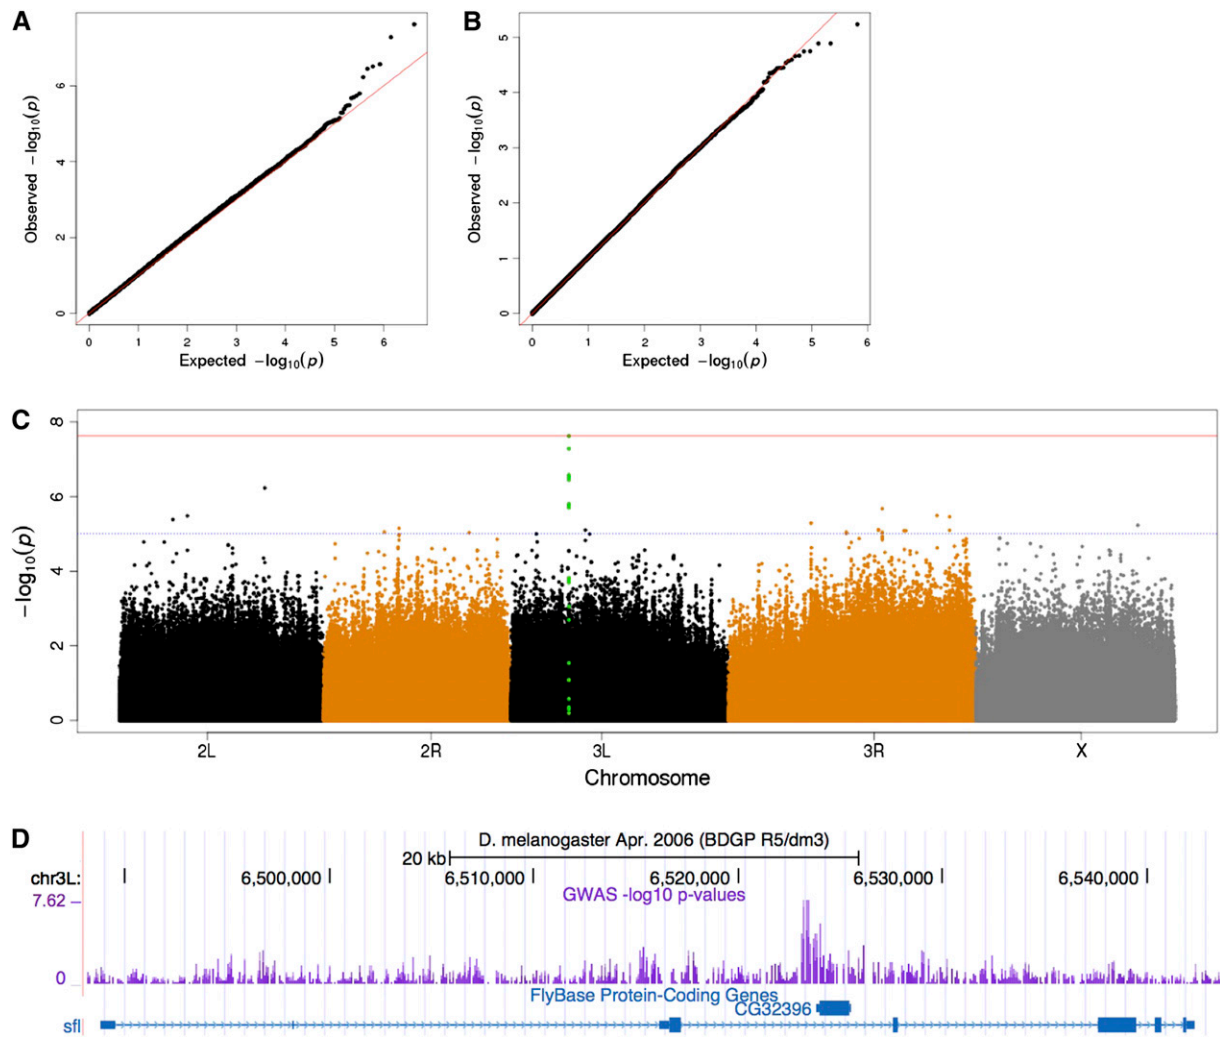 A
Observed −log10(p)
6
4
2
0
0 1 2 3 4 5 6
Expected −log10(p)
B
Observed −log10(p)
5
4
3
2
1
0
0 1 2 3 4 5 6
Expected −log10(p)
C
−log10(p)
8
6
4
2
0
2L 2R 3L 3R X
Chromosome
D
D. melanogaster Apr. 2006 (BDGP R5/dm3)
20 kb
chr3L: 6,500,000 6,510,000 6,520,000 6,530,000 6,540,000
7.62
GWAS -log10 p-values
0
FlyBase Protein-Coding Genes
CG32396
sfl